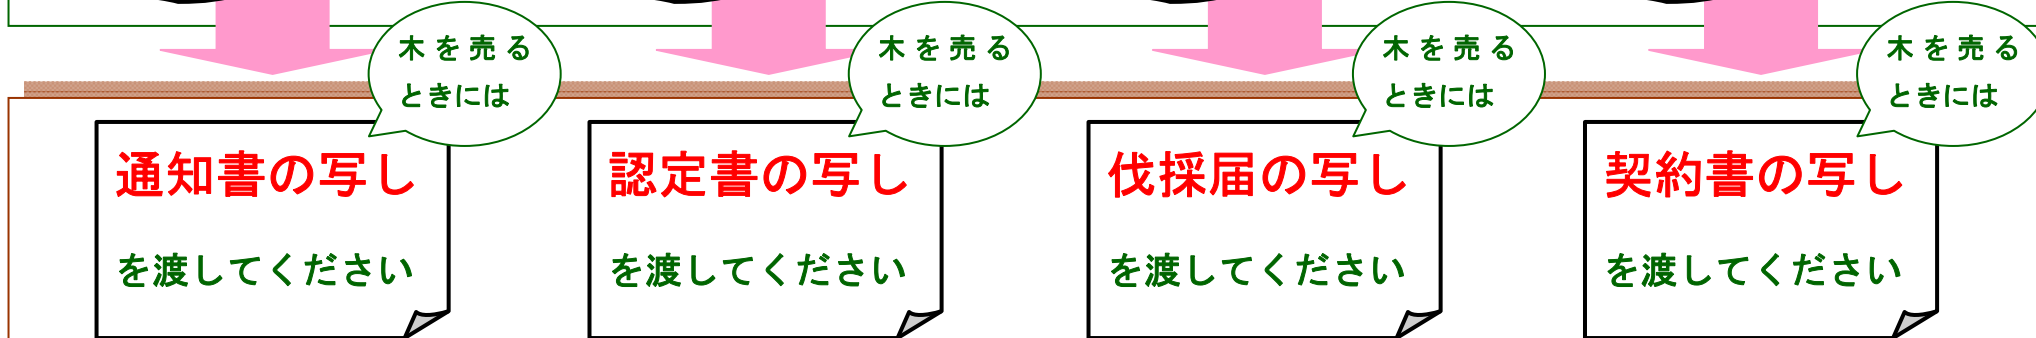 木を売る
ときには
通知書の写し
を渡してください
木を売る
ときには
認定書の写し
を渡してください
木を売る
ときには
伐採届の写し
を渡してください
木を売る
ときには
契約書の写し
を渡してください